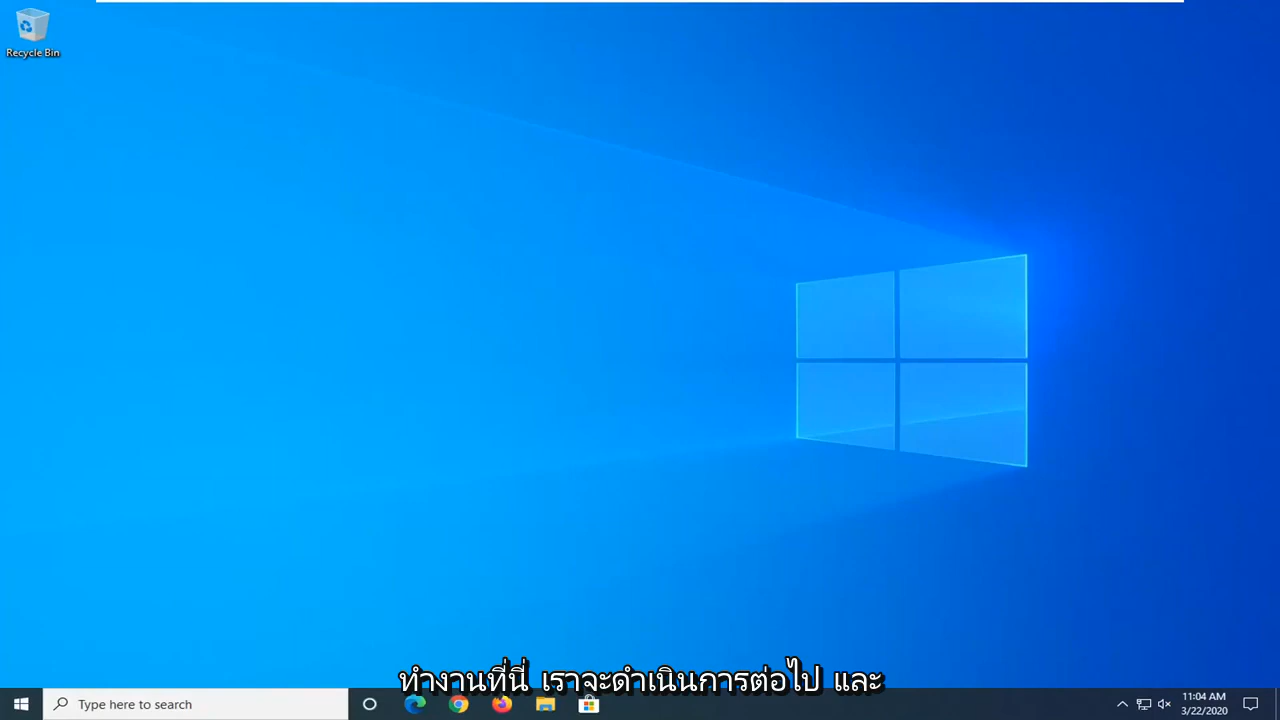 Recycle Bin
ทำงานที่นี่ เราจะดำเนินการต่อไป และ
Type here to search
11:04 AM
3/22/2020